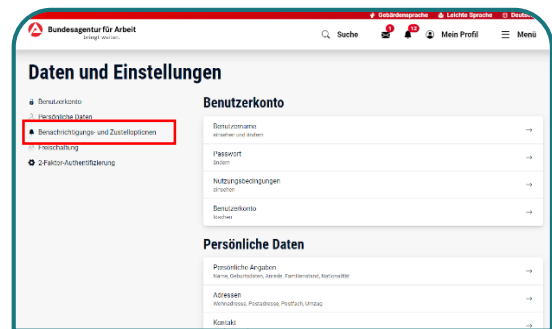 Gebärdensprache Leichte Sprache
Bundesagentur für Arbeit
bringt weiter.
Suche Mein Profil Menü
12
Daten und Einstellungen
Benutzerkonto
Persönliche Daten
Benachrichtigungs- und Zustelloptionen
Freischaltung
2-Faktor-Authentifizierung
Benutzerkonto
Benutzername
einsehen und ändern
Passwort
ändern
Nutzungsbedingungen
einsehen
Benutzerkonto
löschen
Persönliche Daten
Persönliche Angaben
Name, Geburtsdaten, Anrede, Familienstand, Nationalität
Adressen
Wohnadresse, Postadresse, Postfach, Umzug
Kontakt